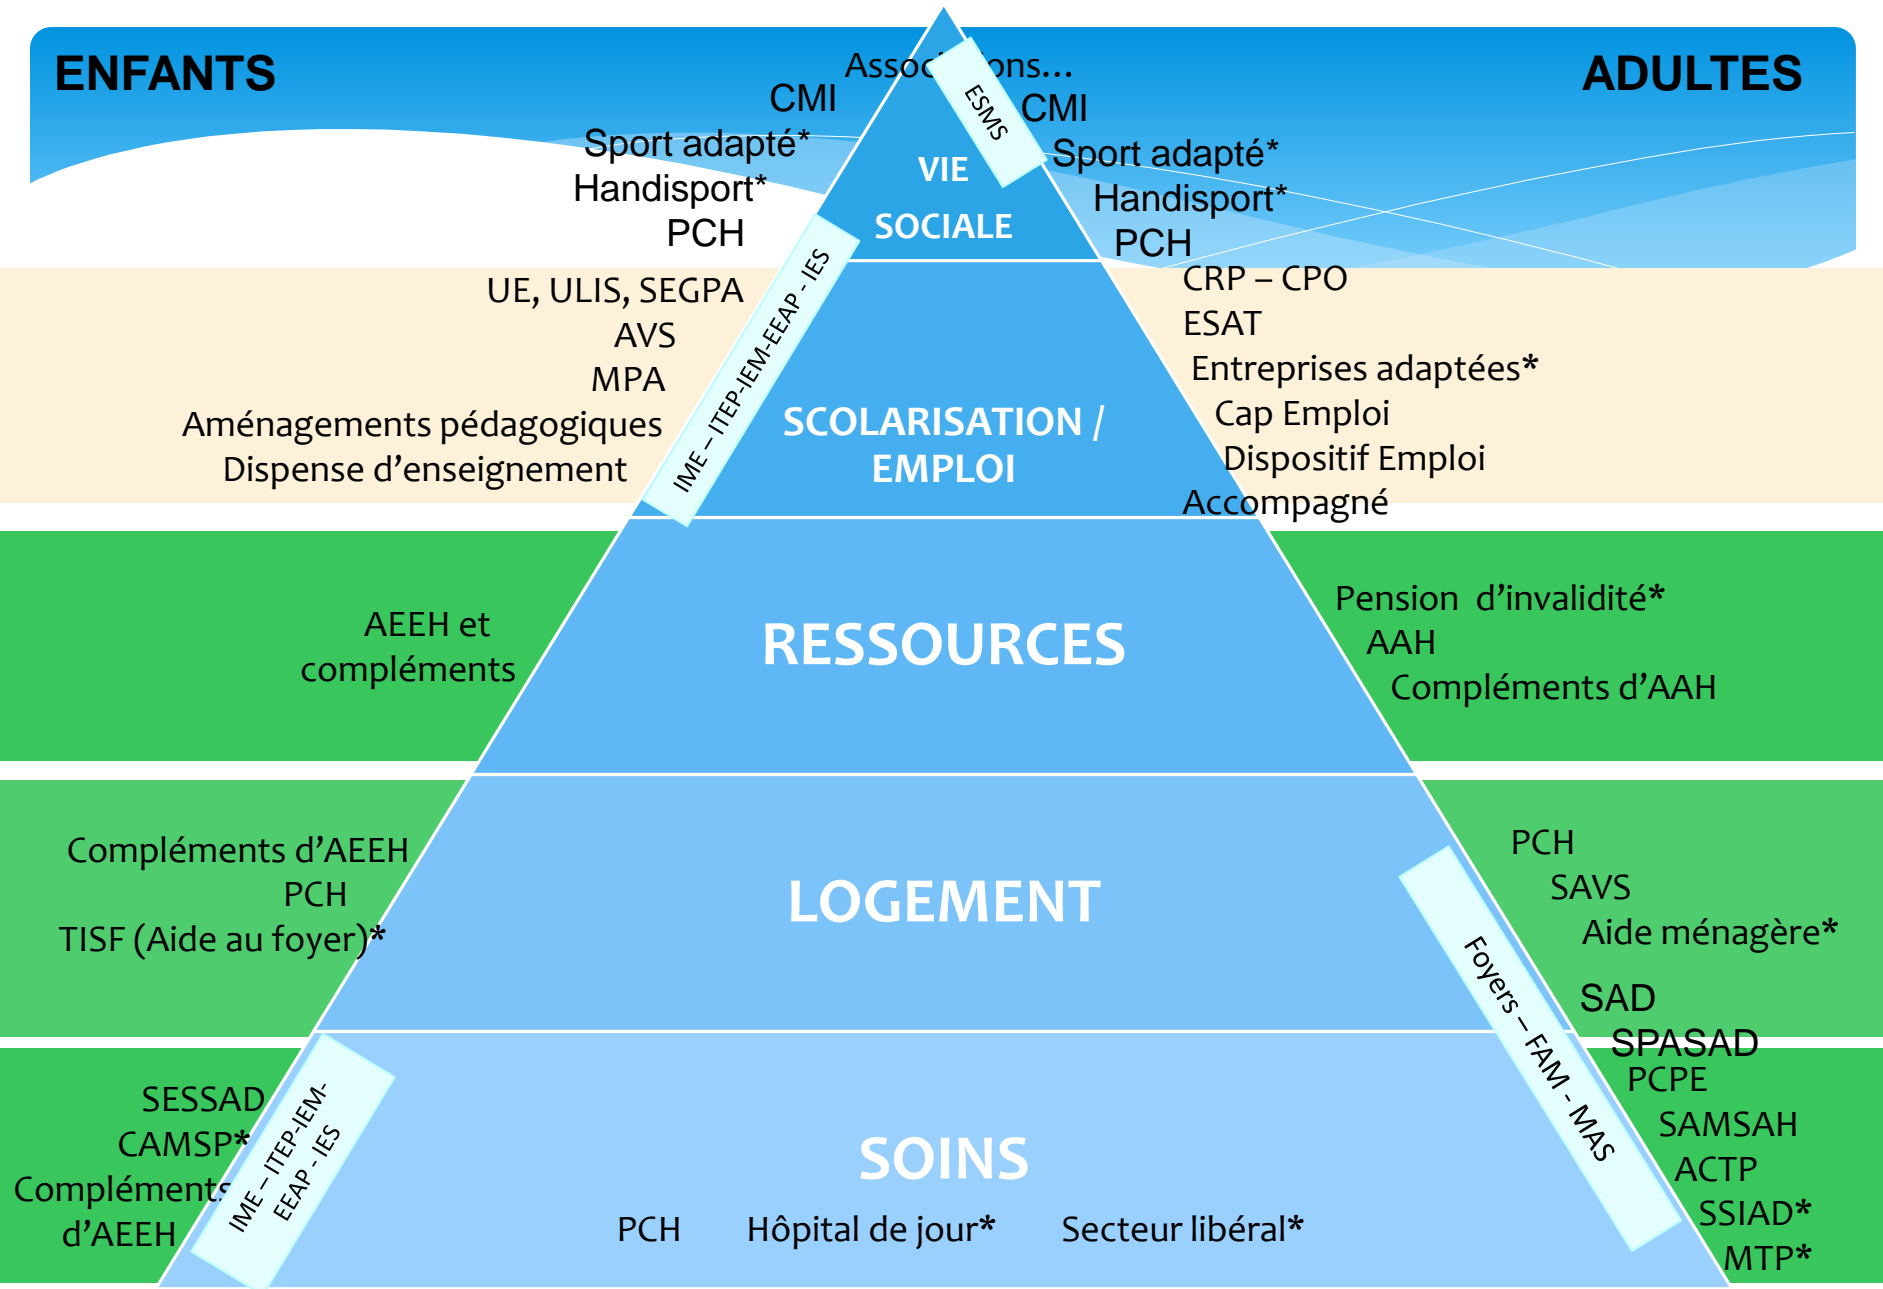 ENFANTS
ADULTES
Associations...
CMI
Sport adapté*
Handisport*
PCH
ESMS
CMI
Sport adapté*
Handisport*
PCH
VIE
SOCIALE
UE, ULIS, SEGPA
AVS
MPA
Aménagements pédagogiques
Dispense d’enseignement
IME – ITEP-IEM-EEAP - IES
SCOLARISATION /
EMPLOI
CRP – CPO
ESAT
Entreprises adaptées*
Cap Emploi
Dispositif Emploi
Accompagné
AEEH et
compléments
RESSOURCES
Pension d’invalidité*
AAH
Compléments d’AAH
Compléments d’AEEH
PCH
TISF (Aide au foyer)*
LOGEMENT
PCH
SAVS
Aide ménagère*
SAD
SPASAD
Foyers – FAM - MAS
SESSAD
CAMSP*
Compléments
d’AEEH
IME – ITEP-IEM-
EEAP - IES
SOINS
PCH Hôpital de jour* Secteur libéral*
PCPE
SAMSAH
ACTP
SSIAD*
MTP*